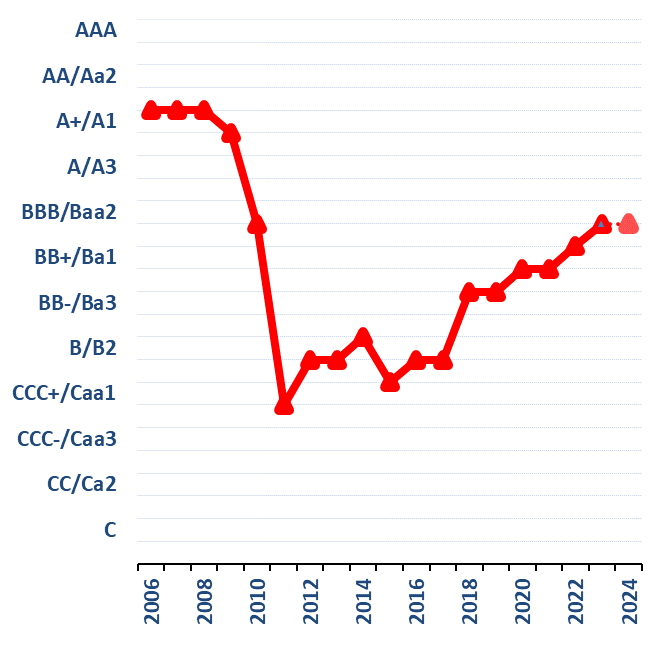 AAA
AA/Aa2
A+/A1
A/A3
BBB/Baa2
BB+/Ba1
BB-/Ba3
B/B2
CCC+/Caa1
CCC-/Caa3
CC/Ca2
C
2006
2008
2010
2012
2014
2016
2018
2020
2022
2024